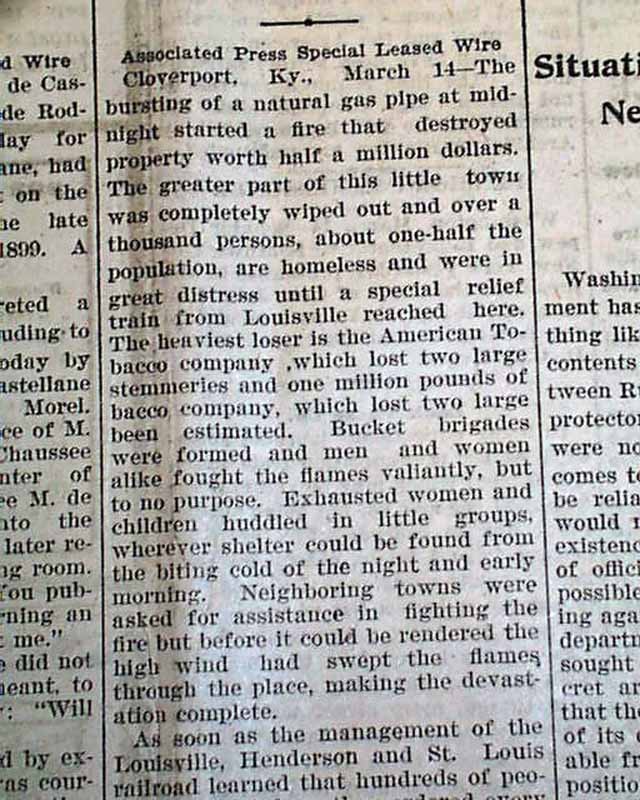 d Wire
de Cas-
de Rod-
lay for
ane, had
t on the
he late
1899. A
reted a
uding to
oday by
astellane
Morel.
ce of M.
Chaussee
nter of
ee M. de
nto the
later re-
ng room.
You pub-
rning an
t me."
e did not
meant, to
r: "Will
d by ex-
as cour-
Associated Press Special Leased Wire
Cloverport, Ky., March 14—The
bursting of a natural gas pipe at mid-
night started a fire that destroyed
property worth half a million dollars.
The greater part of this little town
was completely wiped out and over a
thousand persons, about one-half the
population, are homeless and were in
great distress until a special relief
train from Louisville reached here.
The heaviest loser is the American To-
bacco company ,which lost two large
stemmeries and one million pounds of
bacco company, which lost two large
been estimated. Bucket brigades
were formed and men and women
alike fought the flames valiantly, but
to no purpose. Exhausted women and
children huddled in little groups,
wherever shelter could be found from
the biting cold of the night and early
morning. Neighboring towns were
asked for assistance in fighting the
fire but before it could be rendered the
high wind had swept the flames
through the place, making the devast-
ation complete.
As soon as the management of the
Louisville, Henderson and St. Louis
railroad learned that hundreds of peo-
Situati
Ne
Washin
ment has
thing lik
contents
tween Ru
protector
were no
comes to
be relia
would n
existenc
of offici
possible
ing aga
departm
sought
cret ar
that the
of its o
able fr
positio